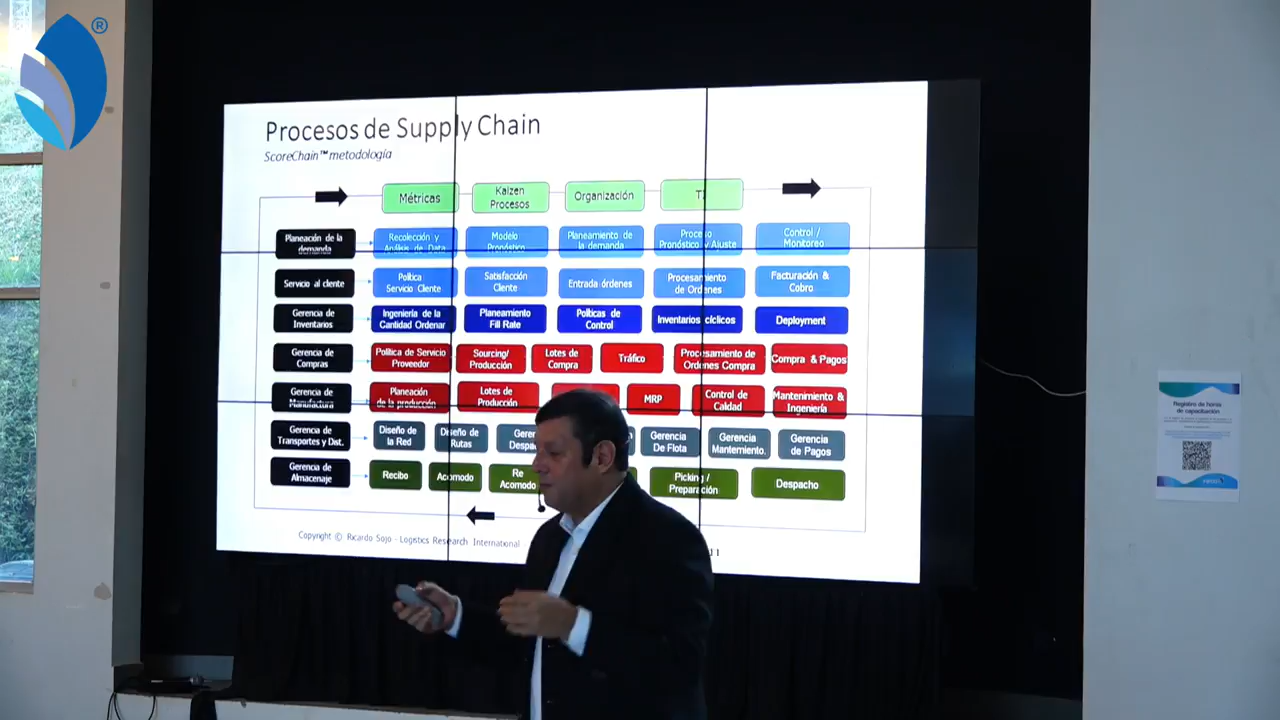 ®
Procesos de Supply Chain
ScoreChain™ metodología
Métricas
Kaizen
Procesos
Organización
TI
Planeación de la
demanda
Recolección y
Análisis de Data
Modelo
Pronóstico
Planeamiento de
la demanda
Proceso
Pronóstico y Ajuste
Control /
Monitoreo
Servicio al cliente
Política
Servicio Cliente
Satisfacción
Cliente
Entrada órdenes
Procesamiento
de Ordenes
Facturación &
Cobro
Gerencia de
Inventarios
Ingeniería de la
Cantidad Ordenar
Planeamiento
Fill Rate
Políticas de
Control
Inventarios cíclicos
Deployment
Gerencia de
Compras
Política de Servicio
Proveedor
Sourcing/
Producción
Lotes de
Compra
Tráfico
Procesamiento de
Ordenes Compra
Compra & Pagos
Gerencia de
Manufactura
Planeación
de la producción
Lotes de
Producción
MRP
Control de
Calidad
Mantenimiento &
Ingeniería
Gerencia de
Transportes y Dist.
Diseño de
la Red
Diseño de
Rutas
Gerencia
De Flota
Gerencia
Mantemiento.
Gerencia
de Pagos
Gerencia de
Almacenaje
Recibo
Acomodo
Re
Acomodo
Picking /
Preparación
Despacho
Copyright © Ricardo Sojo - Logistics Research International
11
Registro de horas
de capacitación